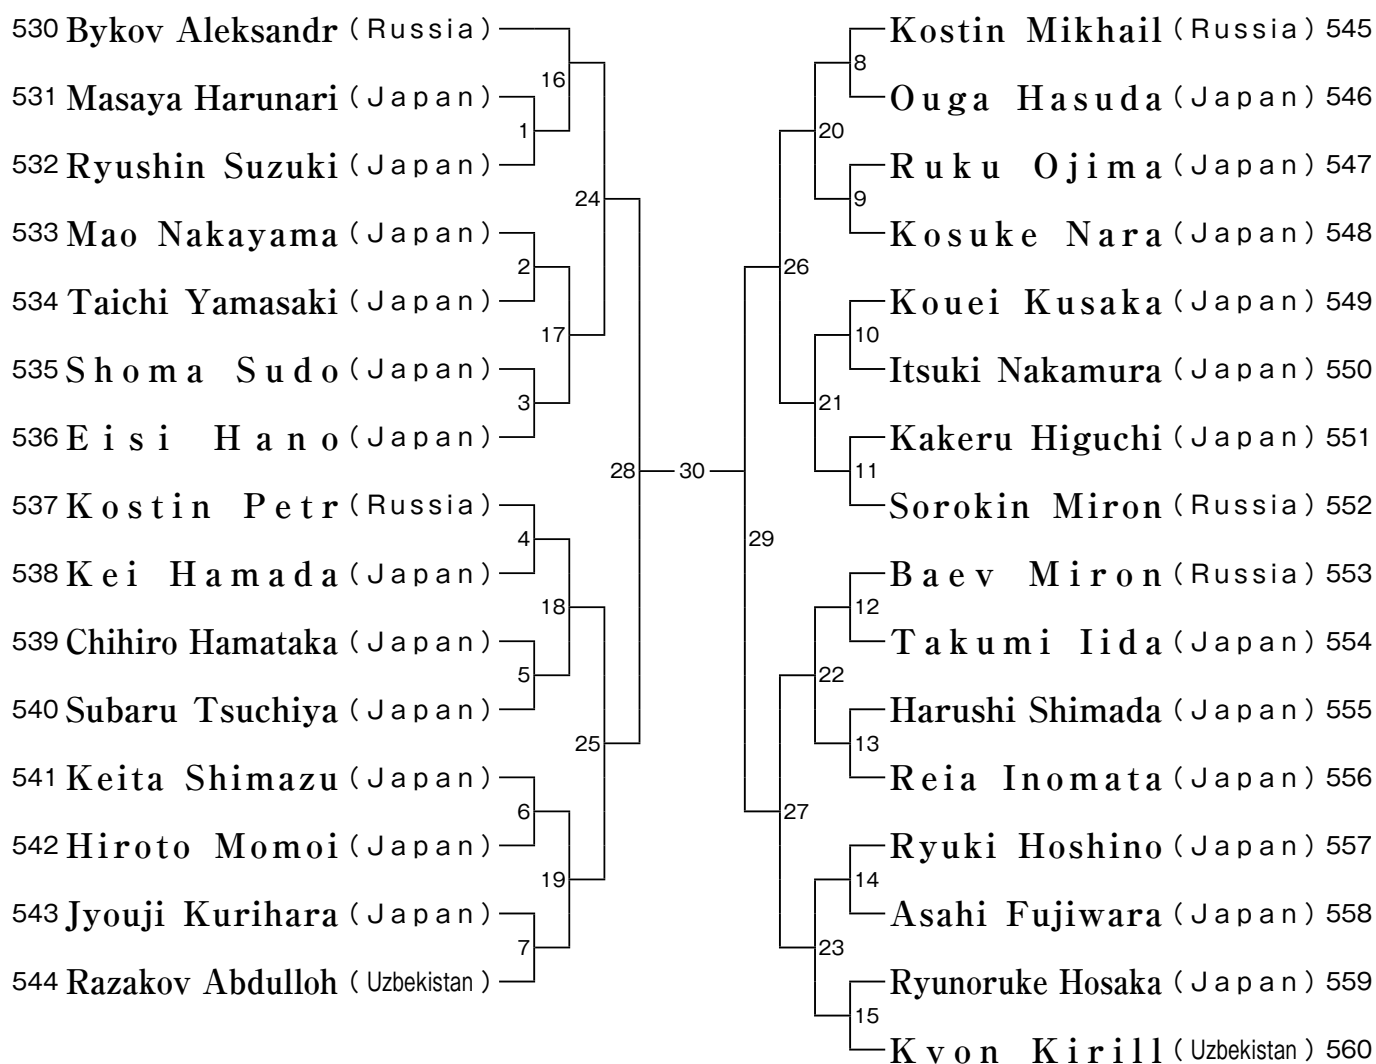 530 Bykov Aleksandr (Russia)
16
531 Masaya Harunari (Japan)
1
532 Ryushin Suzuki (Japan)
24
533 Mao Nakayama (Japan)
2
534 Taichi Yamasaki (Japan)
17
535 Shoma Sudo (Japan)
3
536 Eisi Hano (Japan)
28
30
537 Kostin Petr (Russia)
4
538 Kei Hamada (Japan)
18
539 Chihiro Hamataka (Japan)
5
540 Subaru Tsuchiya (Japan)
25
541 Keita Shimazu (Japan)
6
542 Hiroto Momoi (Japan)
19
543 Jyouji Kurihara (Japan)
7
544 Razakov Abdulloh (Uzbekistan)
Kostin Mikhail (Russia) 545
8
Ouga Hasuda (Japan) 546
20
Ruku Ojima (Japan) 547
9
Kosuke Nara (Japan) 548
26
Kouei Kusaka (Japan) 549
10
Itsuki Nakamura (Japan) 550
21
Kakeru Higuchi (Japan) 551
11
Sorokin Miron (Russia) 552
29
Baev Miron (Russia) 553
12
Takumi Iida (Japan) 554
22
Harushi Shimada (Japan) 555
13
Reia Inomata (Japan) 556
27
Ryuki Hoshino (Japan) 557
14
Asahi Fujiwara (Japan) 558
23
Ryunoruke Hosaka (Japan) 559
15
Kvon Kirill (Uzbekistan) 560